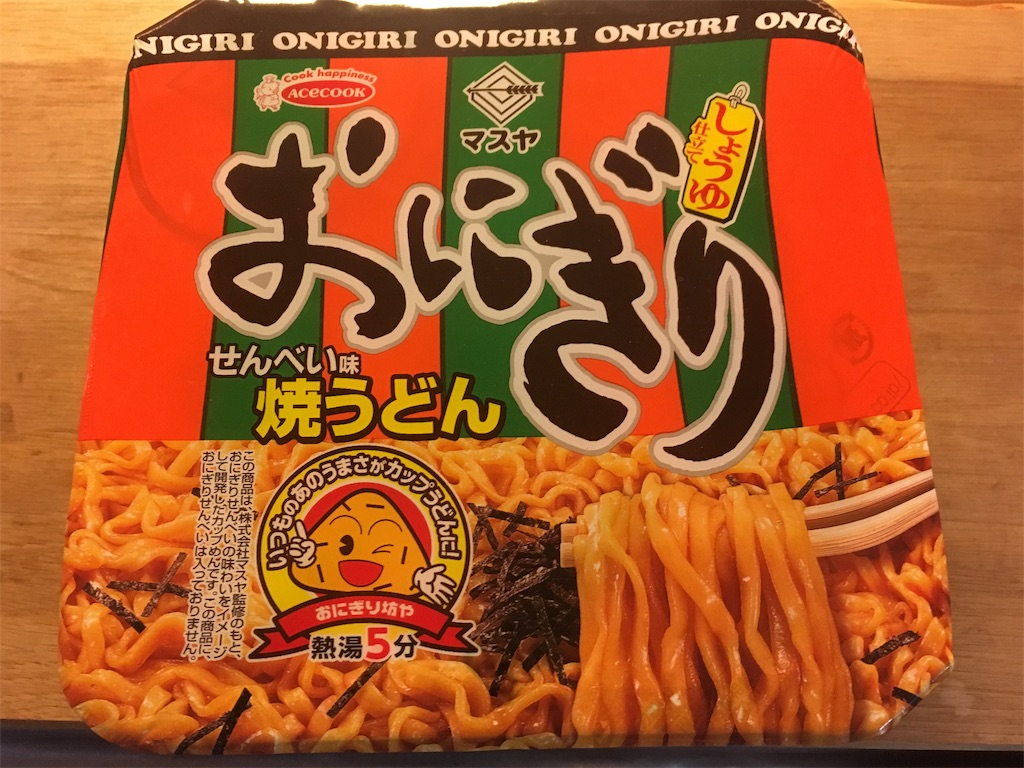 NIGIRI ONIGIRI ONIGIRI ONIGIRI ONIGIRI
Cook happiness
ACECOOK
マスヤ
しょうゆ
仕立て
おにぎり
せんべい味
焼うどん
いつものあのうまさがカップうどんに!
おにぎり坊や
熱湯5分
この商品は、株式会社マスヤ監修のもと、
おにぎりせんべいの味わいをイメージ
して開発したカップめんです。この商品に
おにぎりせんべいは入っておりません。